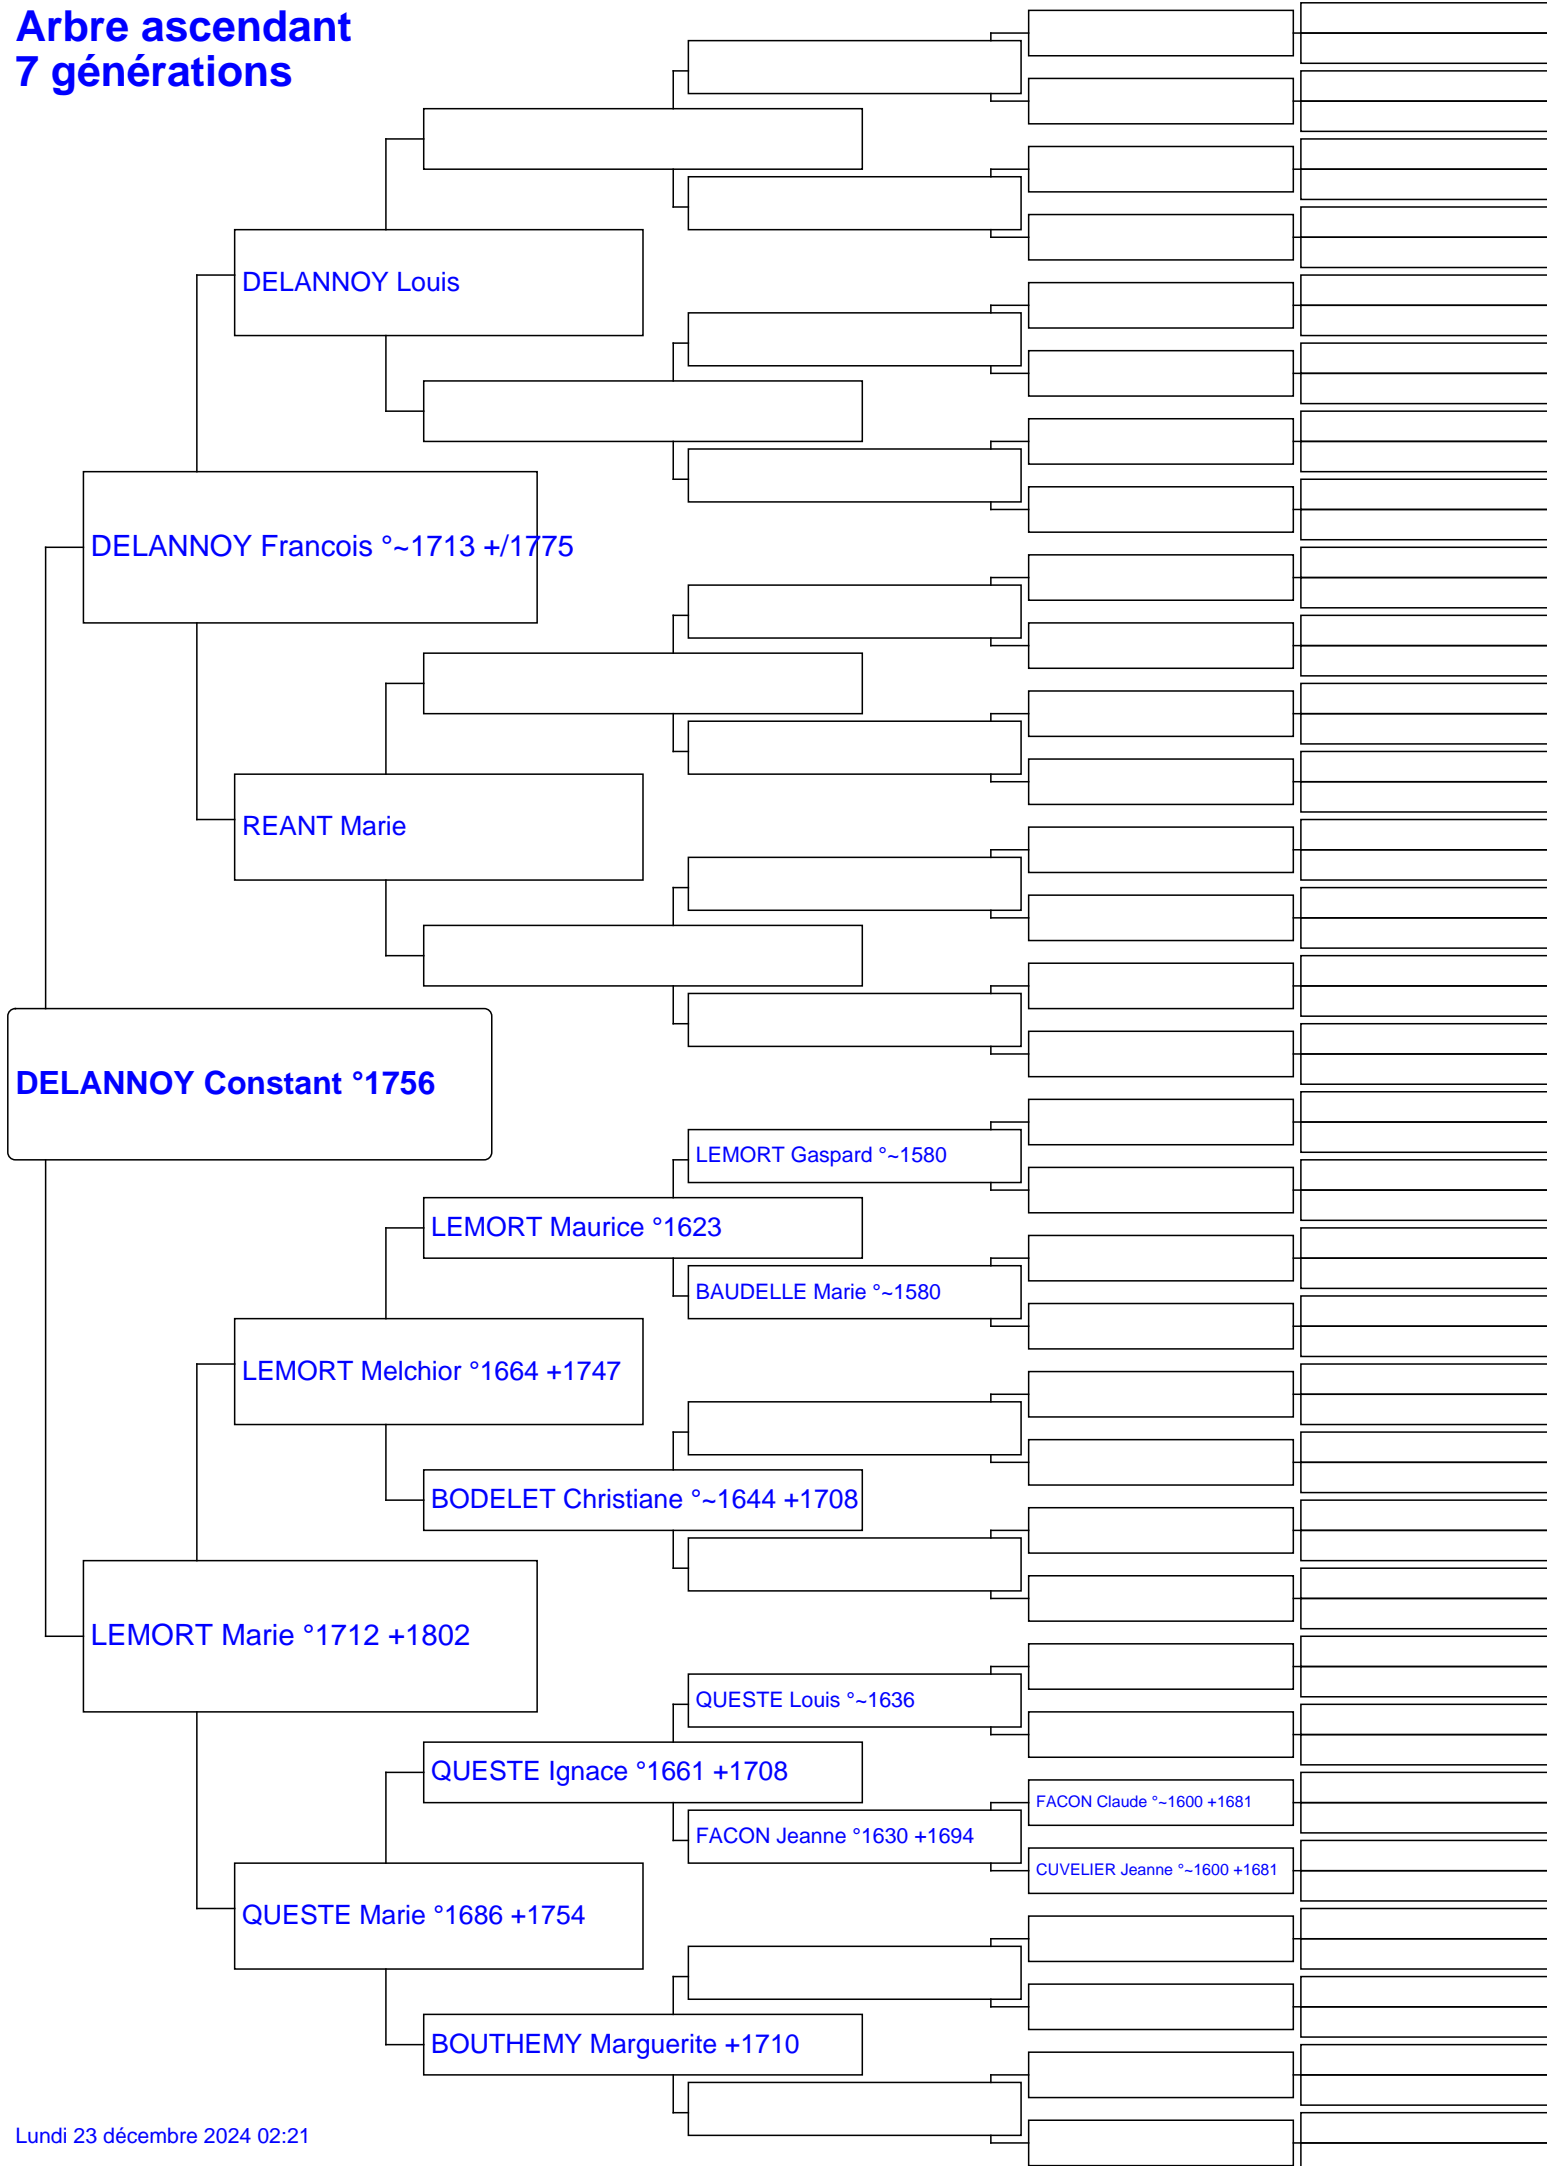 Arbre ascendant
7 générations
DELANNOY Louis
DELANNOY Francois °~1713 +/1775
REANT Marie
DELANNOY Constant °1756
LEMORT Gaspard °~1580
LEMORT Maurice °1623
BAUDELLE Marie °~1580
LEMORT Melchior °1664 +1747
BODELET Christiane °~1644 +1708
LEMORT Marie °1712 +1802
QUESTE Louis °~1636
QUESTE Ignace °1661 +1708
FACON Claude °~1600 +1681
FACON Jeanne °1630 +1694
CUVELIER Jeanne °~1600 +1681
QUESTE Marie °1686 +1754
BOUTHEMY Marguerite +1710
Lundi 23 décembre 2024 02:21